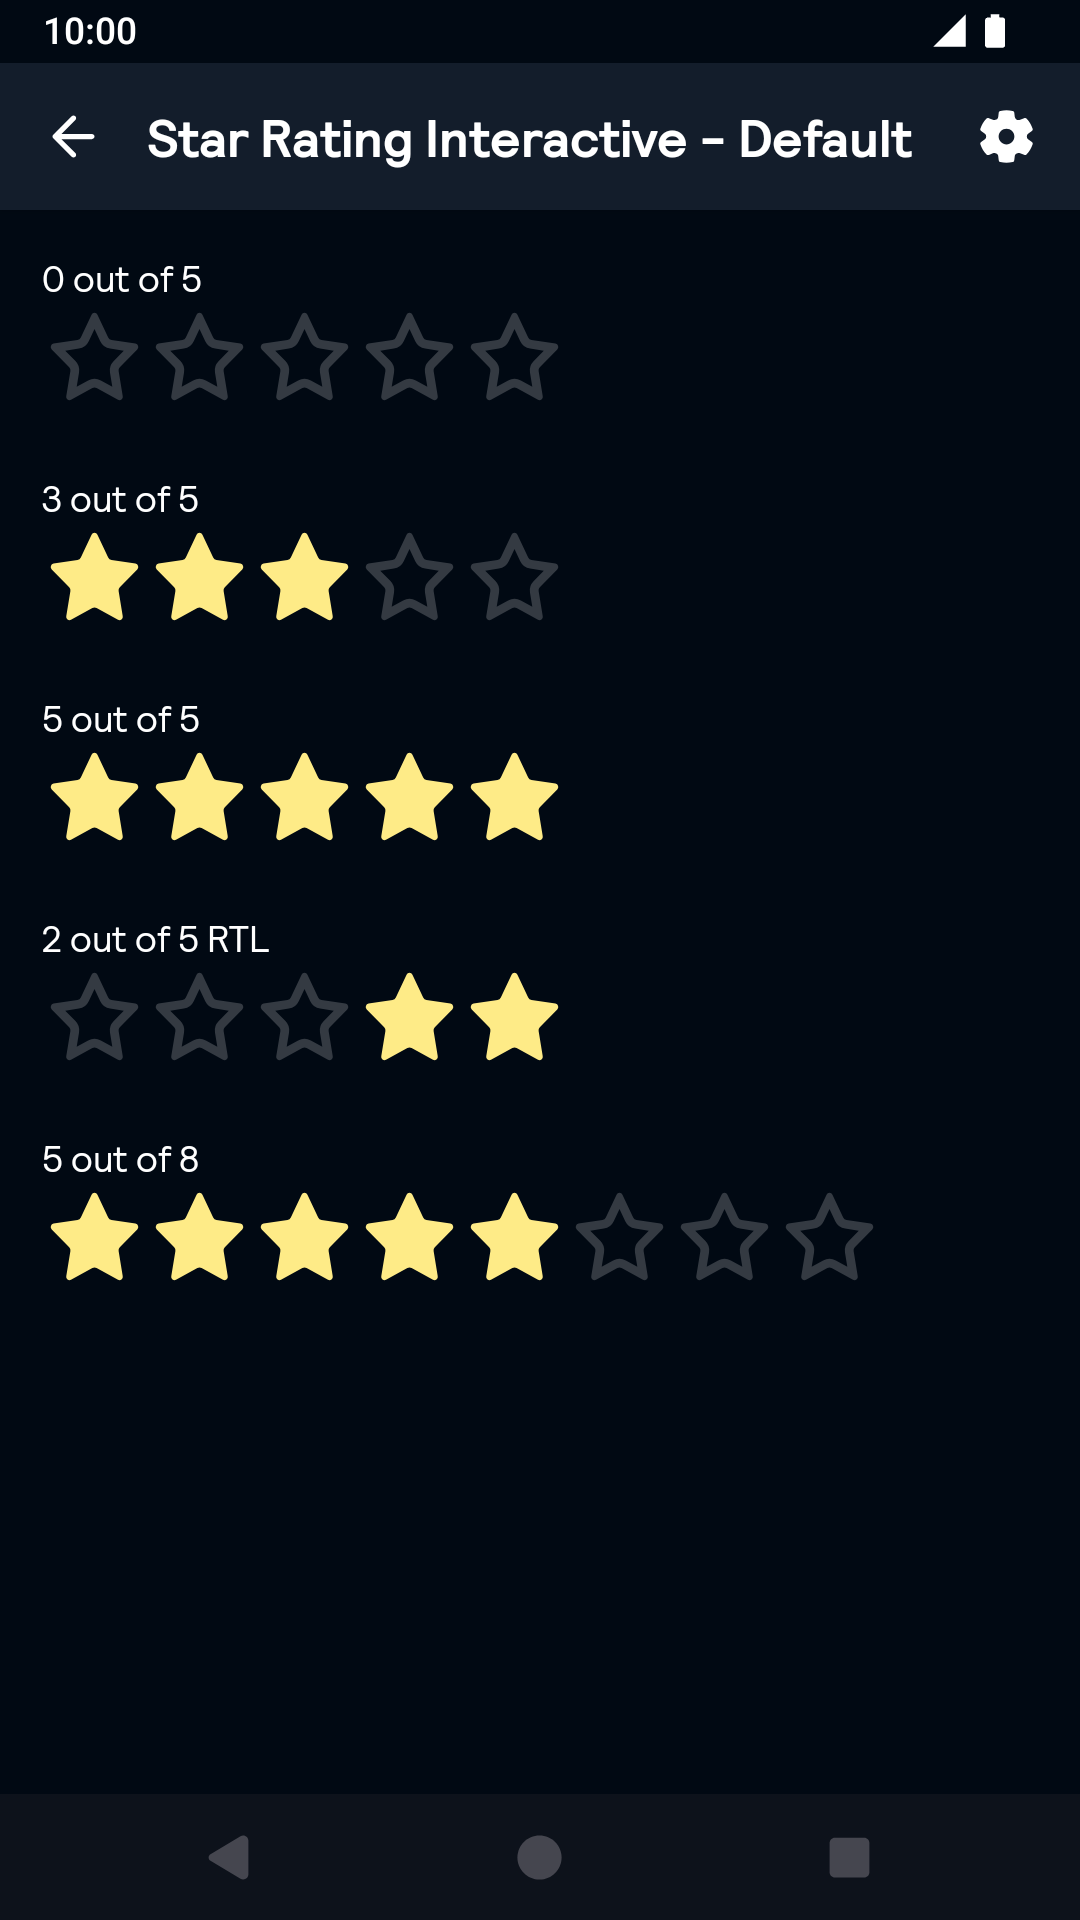 10:00
Star Rating Interactive - Default
0 out of 5
3 out of 5
5 out of 5
2 out of 5 RTL
5 out of 8